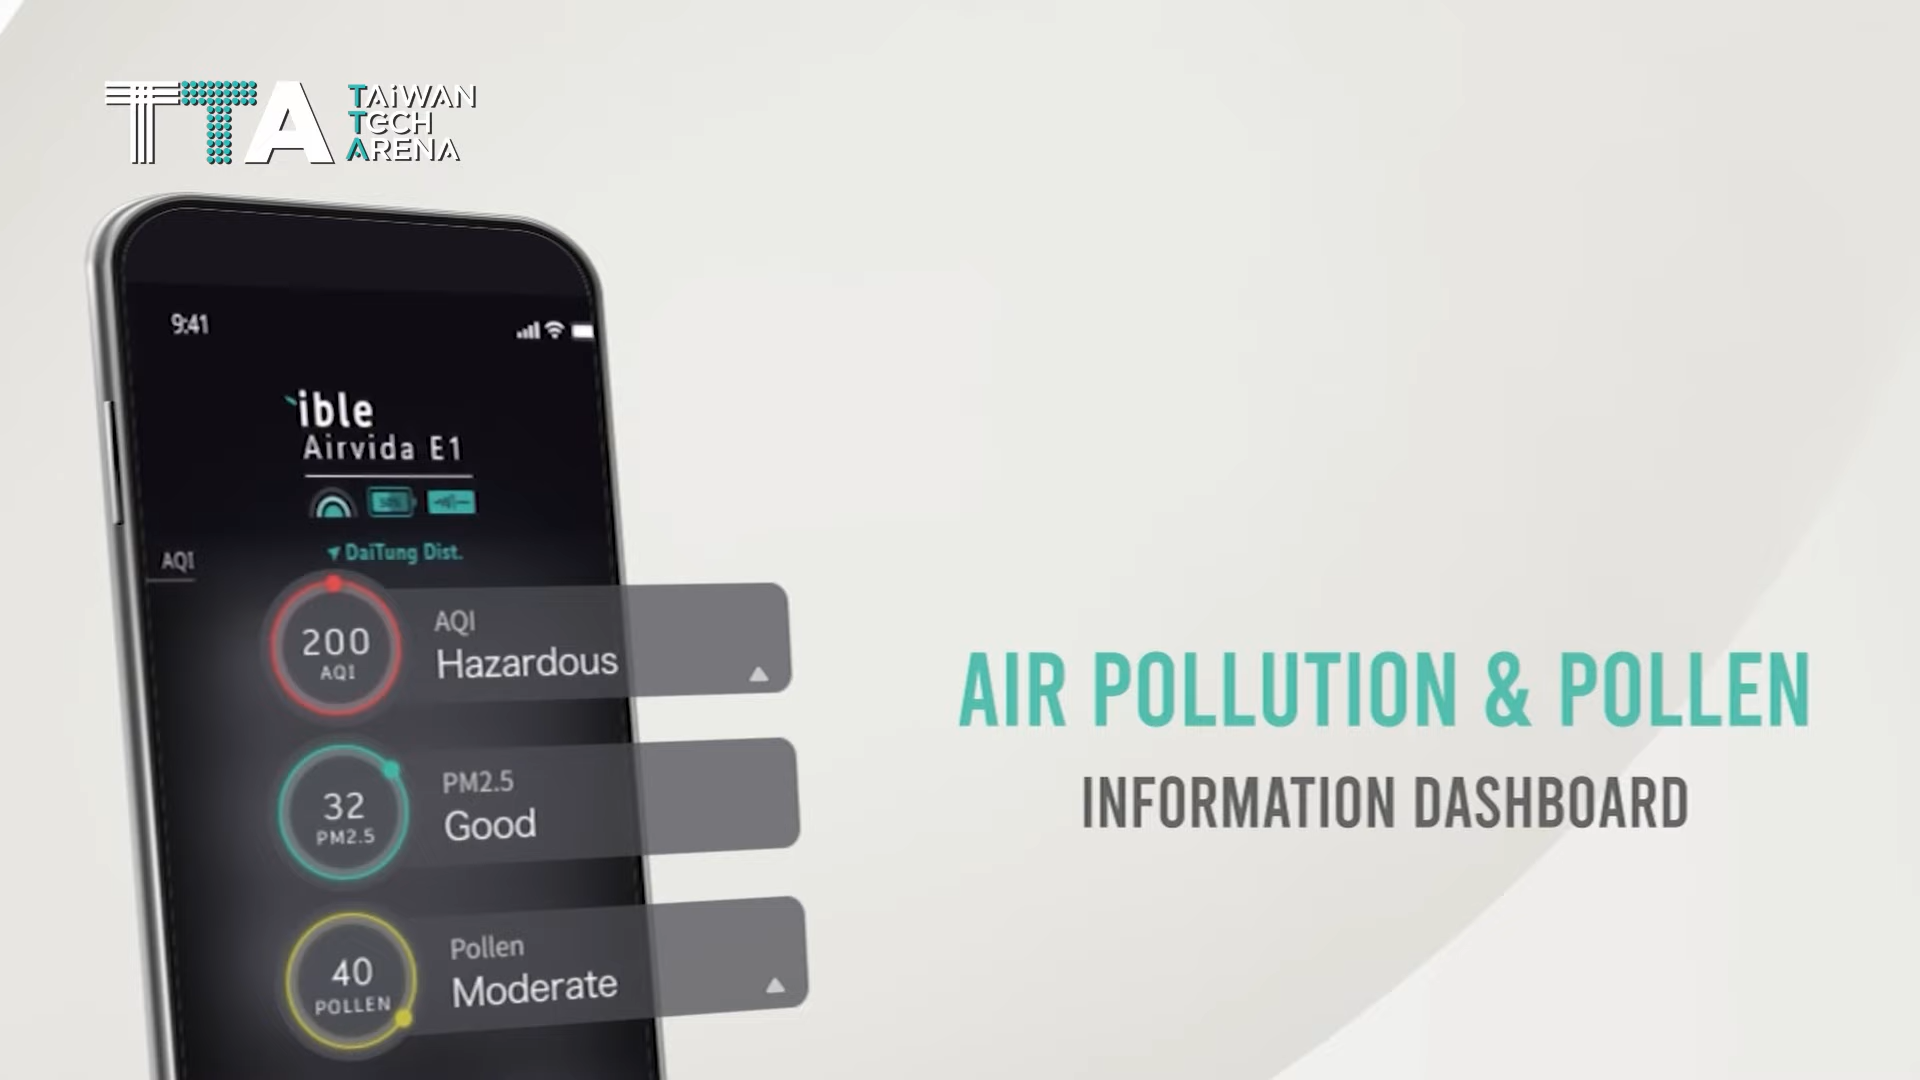 TTA
TAiWAN
TECH
ARENA
9:41
ible
Airvida E1
DaiTung Dist.
AQI
200
AQI
AQI
Hazardous
32
PM2.5
PM2.5
Good
40
POLLEN
Pollen
Moderate
AIR POLLUTION & POLLEN
INFORMATION DASHBOARD